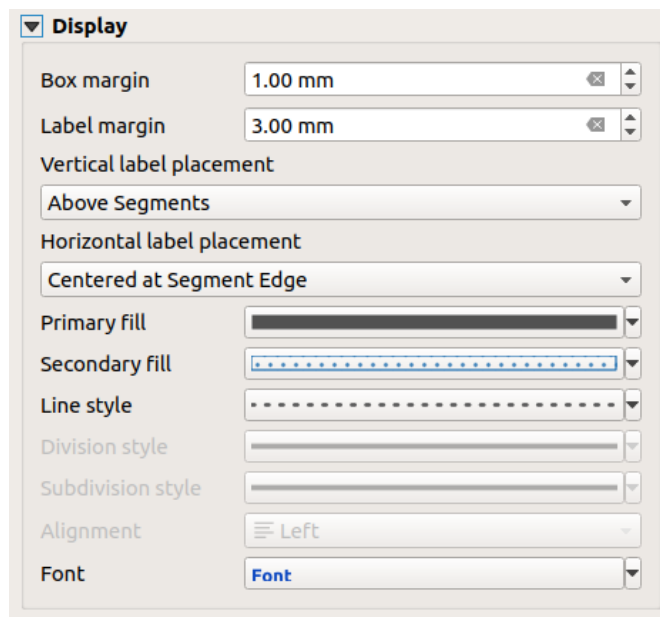 Display
Box margin 1.00 mm
Label margin 3.00 mm
Vertical label placement
Above Segments
Horizontal label placement
Centered at Segment Edge
Primary fill
Secondary fill
Line style
Division style
Subdivision style
Alignment Left
Font Font